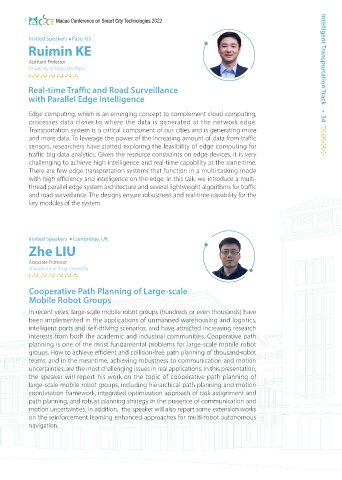 Macao Conference on Smart City Technologies 2022
Intelligent Transportation Track • 34
Invited Speakers • Paso, US
Ruimin KE
Assistant Professor
University of Texas at El Paso
Real-time Traffic and Road Surveillance
with Parallel Edge Intelligence
Edge computing, which is an emerging concept to complement cloud computing,
processes data closer to where the data is generated at the network edge.
Transportation system is a critical component of our cities and is generating more
and more data. To leverage the power of the increasing amount of data from traffic
sensors, researchers have started exploring the feasibility of edge computing for
traffic big data analytics. Given the resource constraints on edge devices, it is very
challenging to achieve high intelligence and real-time capability at the same time.
There are few edge transportation systems that function in a multi-tasking mode
with high efficiency and intelligence on the edge. In this talk, we introduce a multi-
thread parallel edge system architecture and several lightweight algorithms for traffic
and road surveillance. The designs ensure robustness and real-time capability for the
key modules of the system.
Invited Speakers • Cambridge, UK
Zhe LIU
Associate Professor
Shanghai Jiao Tong University
Cooperative Path Planning of Large-scale
Mobile Robot Groups
In recent years, large-scale mobile robot groups (hundreds or even thousands) have
been implemented in the applications of unmanned warehousing and logistics,
intelligent ports and self-driving scenarios, and have attracted increasing research
interests from both the academic and industrial communities. Cooperative path
planning is one of the most fundamental problems for large-scale mobile robot
groups. How to achieve efficient and collision-free path planning of thousand-robot
teams, and in the meantime, achieving robustness to communication and motion
uncertainties, are the most challenging issues in real applications. In this presentation,
the speaker will report his work on the topic of cooperative path planning of
large-scale mobile robot groups, including hierarchical path planning and motion
coordination framework, integrated optimization approach of task assignment and
path planning, and robust planning strategy in the presence of communication and
motion uncertainties. In addition, the speaker will also report some extension works
on the reinforcement learning enhanced approaches for multi-robot autonomous
navigation.